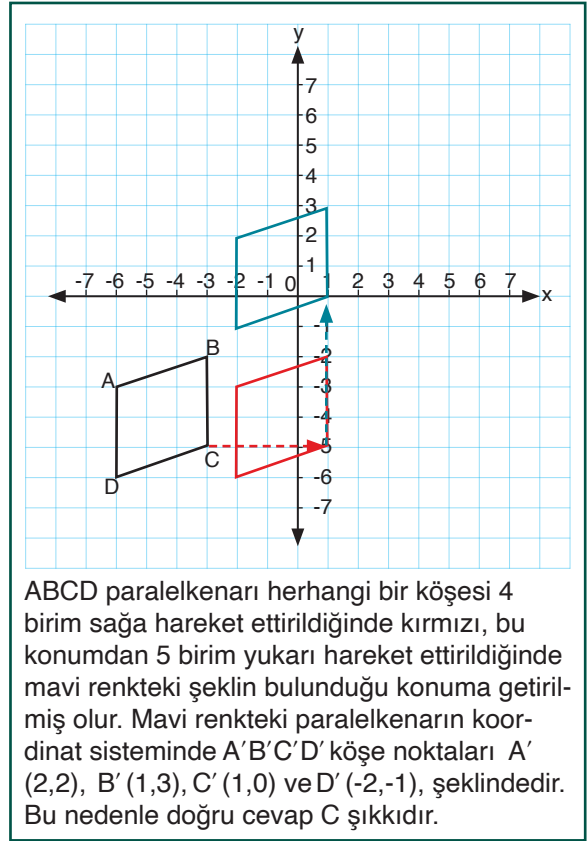 y
7
6
5
4
3
2
1
-7 -6 -5 -4 -3 -2 -1 0 1 2 3 4 5 6 7 x
-1
-2
-3
-4
-5
-6
-7
B
A
C
D
ABCD paralelkenarı herhangi bir köşesi 4
birim sağa hareket ettirildiğinde kırmızı, bu
konumdan 5 birim yukarı hareket ettirildiğinde
mavi renkteki şeklin bulunduğu konuma getiril-
miş olur. Mavi renkteki paralelkenarın koor-
dinat sisteminde A′B′C′D′ köşe noktaları A′
(2,2), B′ (1,3), C′ (1,0) ve D′ (-2,-1), şeklindedir.
Bu nedenle doğru cevap C şıkkıdır.